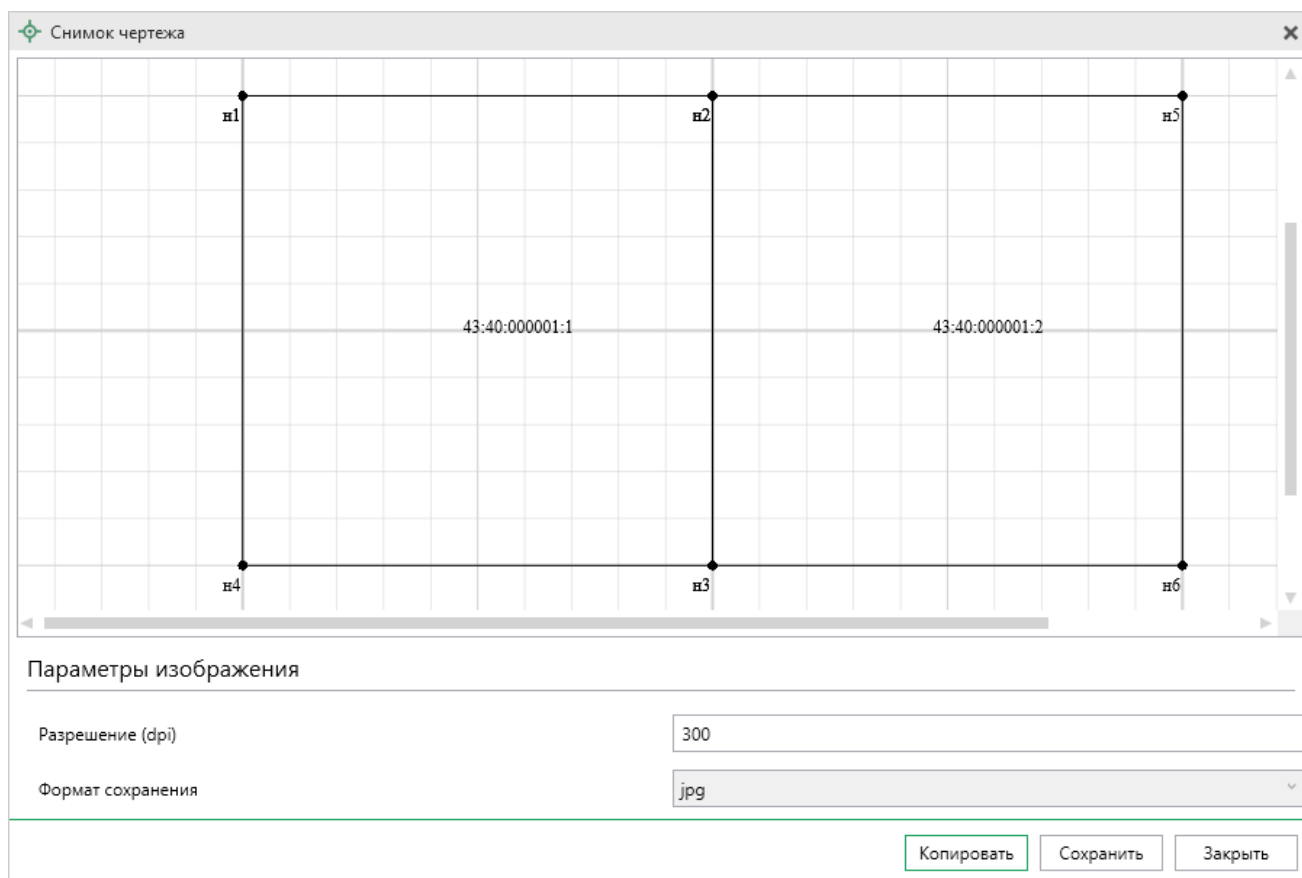 Снимок чертежа
н1 н2 н5
43:40:000001:1 43:40:000001:2
н4 н3 н6
Параметры изображения
Разрешение (dpi) 300
Формат сохранения jpg
Копировать Сохранить Закрыть